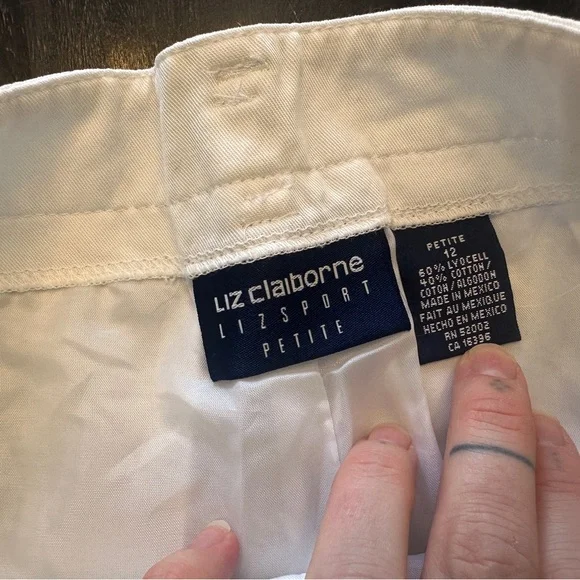 Liz claiborne
LIZSPORT
PETITE
PETITE
12
60% LYOCELL
40% COTTON/
COTON/ALGODON
MADE IN MEXICO
FAIT AU MEXIQUE
HECHO EN MEXICO
RN 52002
CA 16396